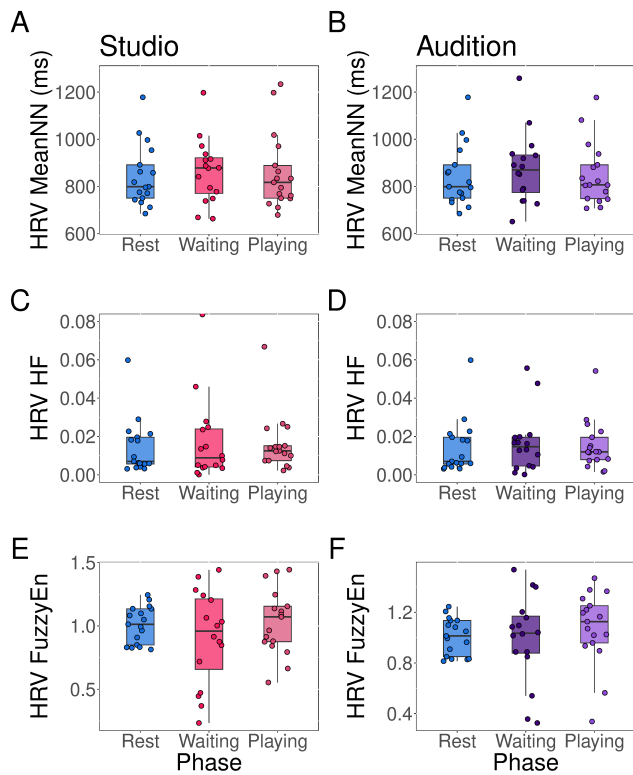 A
B
Studio
Audition
HRV MeanNN (ms)
1200
1000
800
600
Rest Waiting Playing
HRV MeanNN (ms)
1200
1000
800
600
Rest Waiting Playing
C
D
HRV HF
0.08
0.06
0.04
0.02
0.00
Rest Waiting Playing
HRV HF
0.08
0.06
0.04
0.02
0.00
Rest Waiting Playing
E
F
HRV FuzzyEn
1.5
1.0
0.5
Rest Waiting Playing
Phase
HRV FuzzyEn
1.2
0.8
0.4
Rest Waiting Playing
Phase